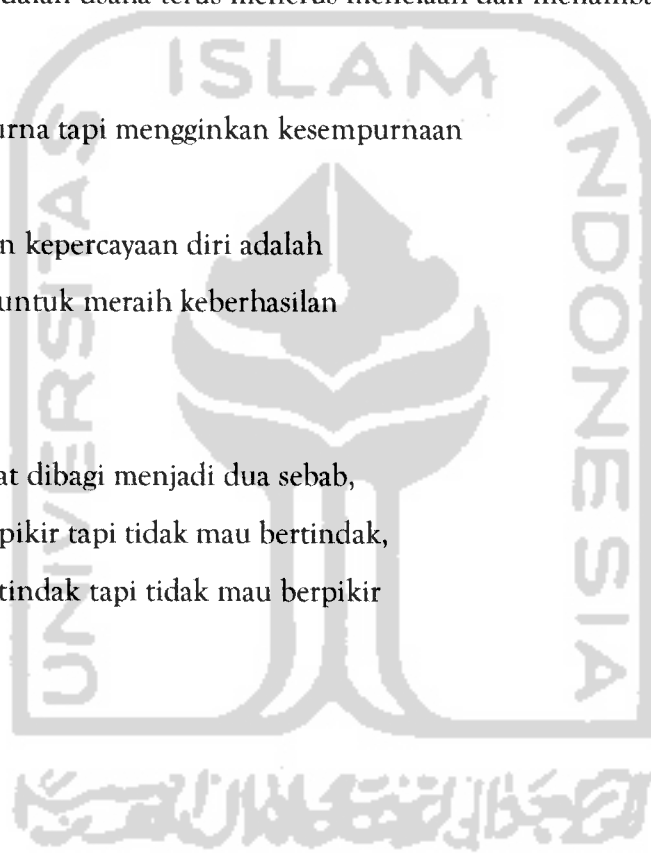 ISLAM
UNIVERSITAS
INDONESIA
urna tapi mengginkan kesempurnaan
n kepercayaan diri adalah
untuk meraih keberhasilan
at dibagi menjadi dua sebab,
pikir tapi tidak mau bertindak,
tindak tapi tidak mau berpikir